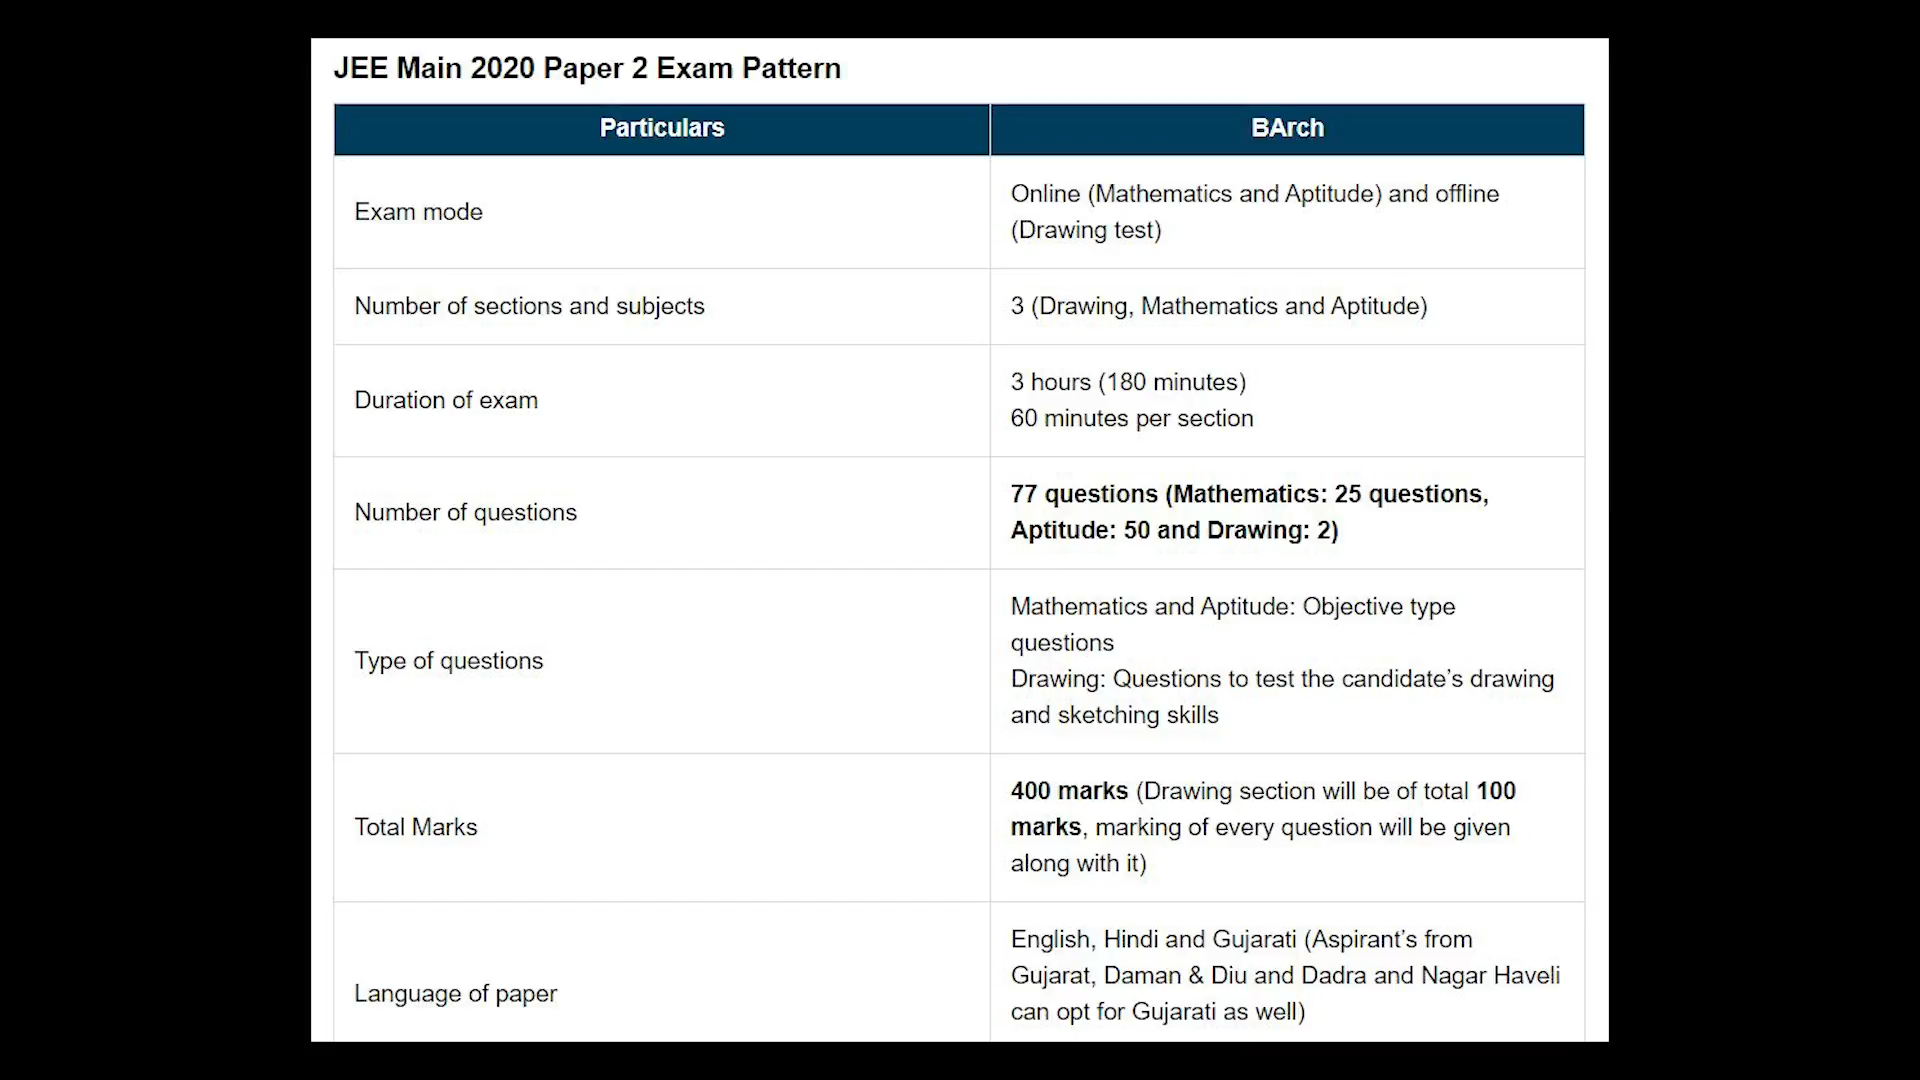 JEE Main 2020 Paper 2 Exam Pattern
Particulars
BArch
Exam mode
Online (Mathematics and Aptitude) and offline
(Drawing test)
Number of sections and subjects
3 (Drawing, Mathematics and Aptitude)
Duration of exam
3 hours (180 minutes)
60 minutes per section
Number of questions
77 questions (Mathematics: 25 questions,
Aptitude: 50 and Drawing: 2)
Type of questions
Mathematics and Aptitude: Objective type
questions
Drawing: Questions to test the candidate’s drawing
and sketching skills
Total Marks
400 marks (Drawing section will be of total 100
marks, marking of every question will be given
along with it)
Language of paper
English, Hindi and Gujarati (Aspirant’s from
Gujarat, Daman & Diu and Dadra and Nagar Haveli
can opt for Gujarati as well)